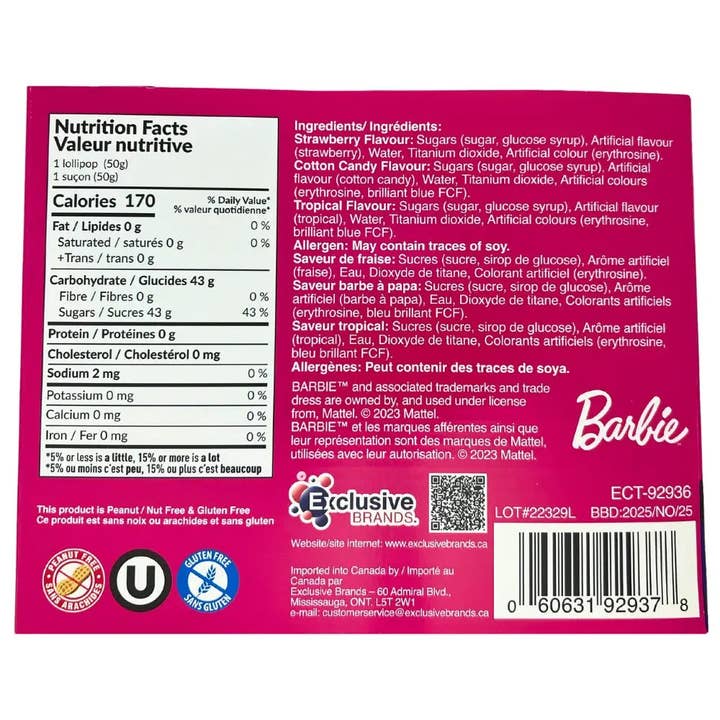 Nutrition Facts
Valeur nutritive
1 lollipop (50g)
1 suçon (50g)
Calories 170
% Daily Value*
% valeur quotidienne*
Fat / Lipides 0 g 0 %
Saturated / saturés 0 g 0 %
+Trans / trans 0 g
Carbohydrate / Glucides 43 g
Fibre / Fibres 0 g 0 %
Sugars / Sucres 43 g 43 %
Protein / Protéines 0 g
Cholesterol / Cholestérol 0 mg
Sodium 2 mg 0 %
Potassium 0 mg 0 %
Calcium 0 mg 0 %
Iron / Fer 0 mg 0 %
*5% or less is a little, 15% or more is a lot
*5% ou moins c'est peu, 15% ou plus c'est beaucoup
This product is Peanut / Nut Free & Gluten Free
Ce produit est sans noix ou arachides et sans gluten
PEANUT FREE
SANS ARACHIDES
U
GLUTEN FREE
SANS GLUTEN
Ingredients/ Ingrédients:
Strawberry Flavour: Sugars (sugar, glucose syrup), Artificial flavour
(strawberry), Water, Titanium dioxide, Artificial colour (erythrosine).
Cotton Candy Flavour: Sugars (sugar, glucose syrup), Artificial
flavour (cotton candy), Water, Titanium dioxide, Artificial colours
(erythrosine, brilliant blue FCF).
Tropical Flavour: Sugars (sugar, glucose syrup), Artificial flavour
(tropical), Water, Titanium dioxide, Artificial colours (erythrosine,
brilliant blue FCF).
Allergen: May contain traces of soy.
Saveur de fraise: Sucres (sucre, sirop de glucose), Arôme artificiel
(fraise), Eau, Dioxyde de titane, Colorant artificiel (erythrosine).
Saveur barbe à papa: Sucres (sucre, sirop de glucose), Arôme
artificiel (barbe à papa), Eau, Dioxyde de titane, Colorants artificiels
(erythrosine, bleu brillant FCF).
Saveur tropical: Sucres (sucre, sirop de glucose), Arôme artificiel
(tropical), Eau, Dioxyde de titane, Colorants artificiels (erythrosine,
bleu brillant FCF).
Allergènes: Peut contenir des traces de soya.
BARBIE™ and associated trademarks and trade
dress are owned by, and used under license
from, Mattel. © 2023 Mattel.
BARBIE™ et les marques afférentes ainsi que
leur représentation sont des marques de Mattel,
utilisées avec leur autorisation. © 2023 Mattel.
Barbie
Exclusive
BRANDS
Website/site internet: www.exclusivebrands.ca
Imported into Canada by / Importé au
Canada par
Exclusive Brands – 60 Admiral Blvd.,
Mississauga, ONT. L5T 2W1
e-mail: customerservice@exclusivebrands.ca
ECT-92936
LOT#22329L BBD:2025/NO/25
0 60631 92937 8